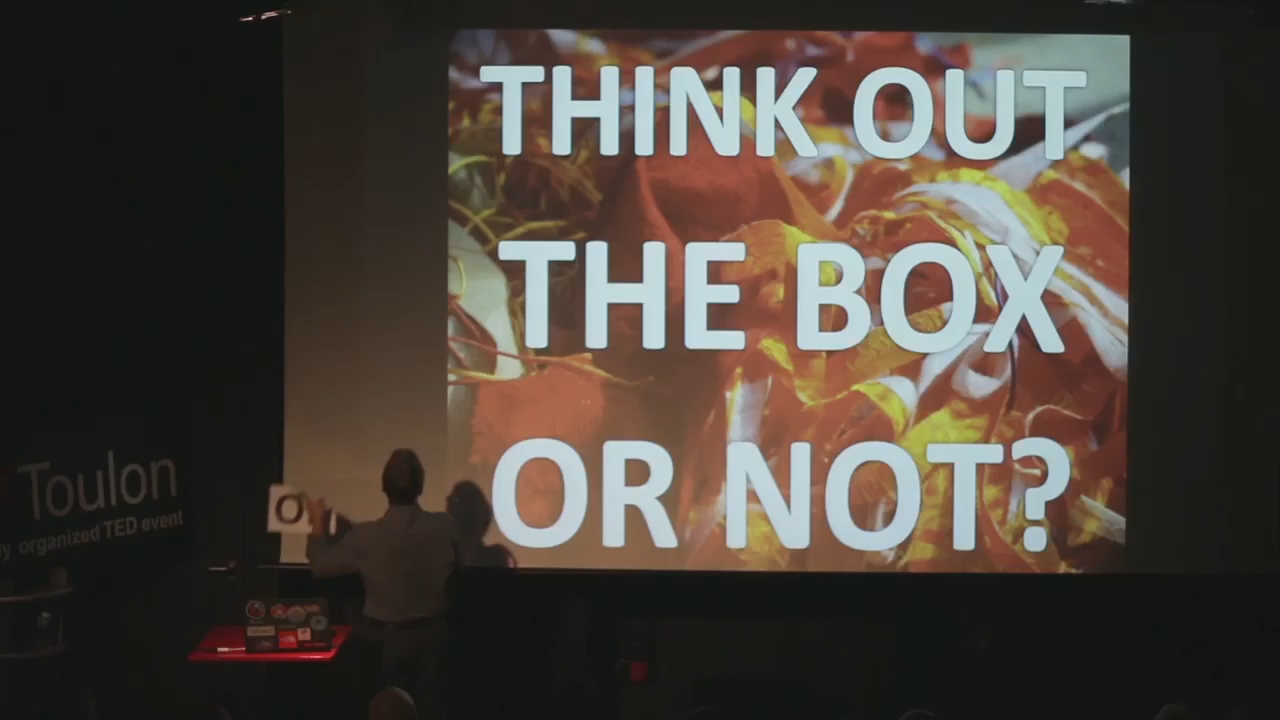 THINK OUT
THE BOX
OR NOT?
Toulon
organized TED event
O